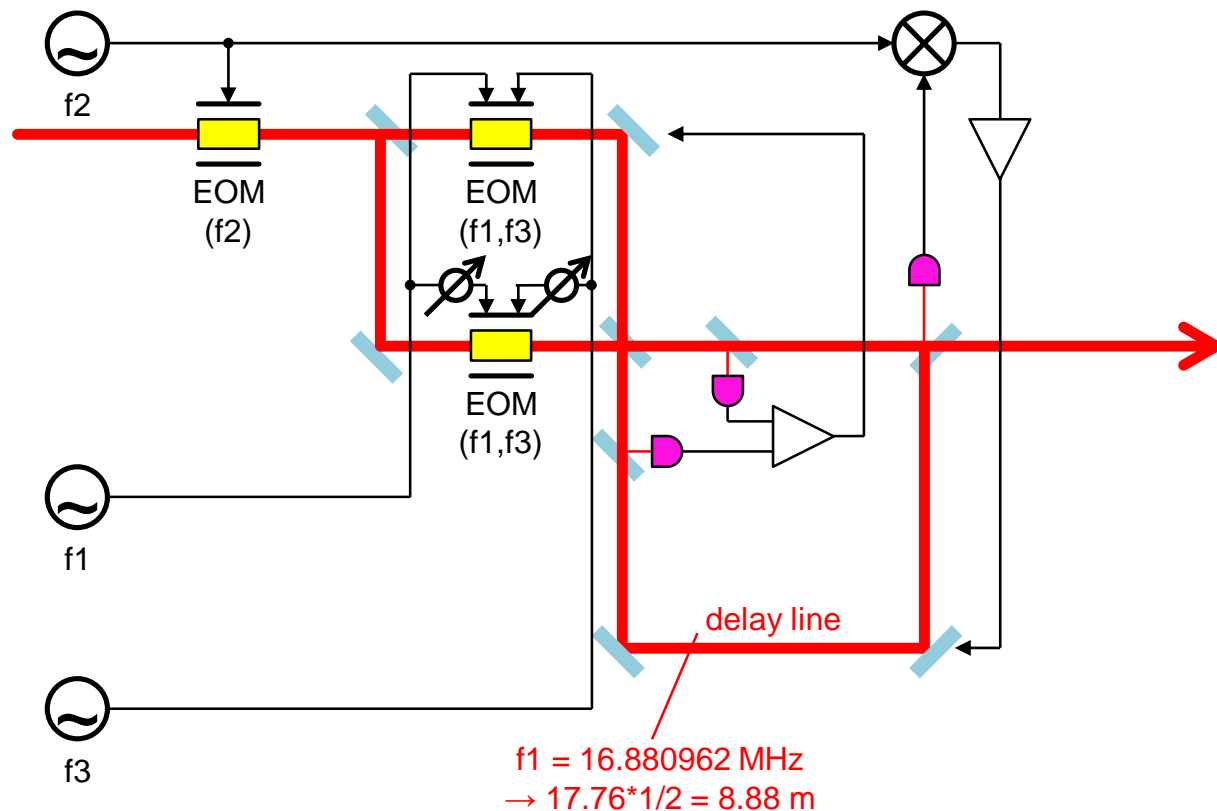 f2
EOM
(f2)
EOM
(f1,f3)
EOM
(f1,f3)
f1
delay line
f3
f1 = 16.880962 MHz
→ 17.76*1/2 = 8.88 m